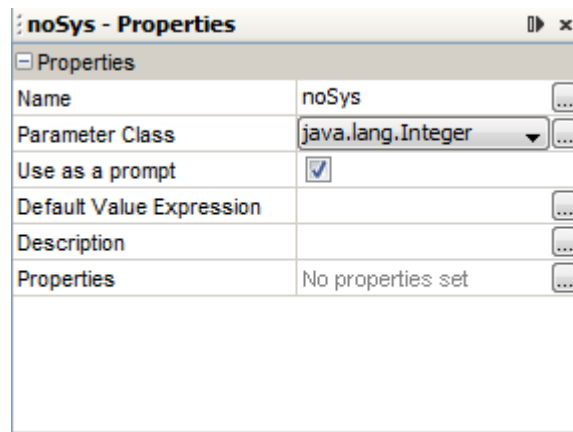 noSys - Properties
Properties
Name noSys ...
Parameter Class java.lang.Integer ...
Use as a prompt
Default Value Expression ...
Description ...
Properties No properties set ...